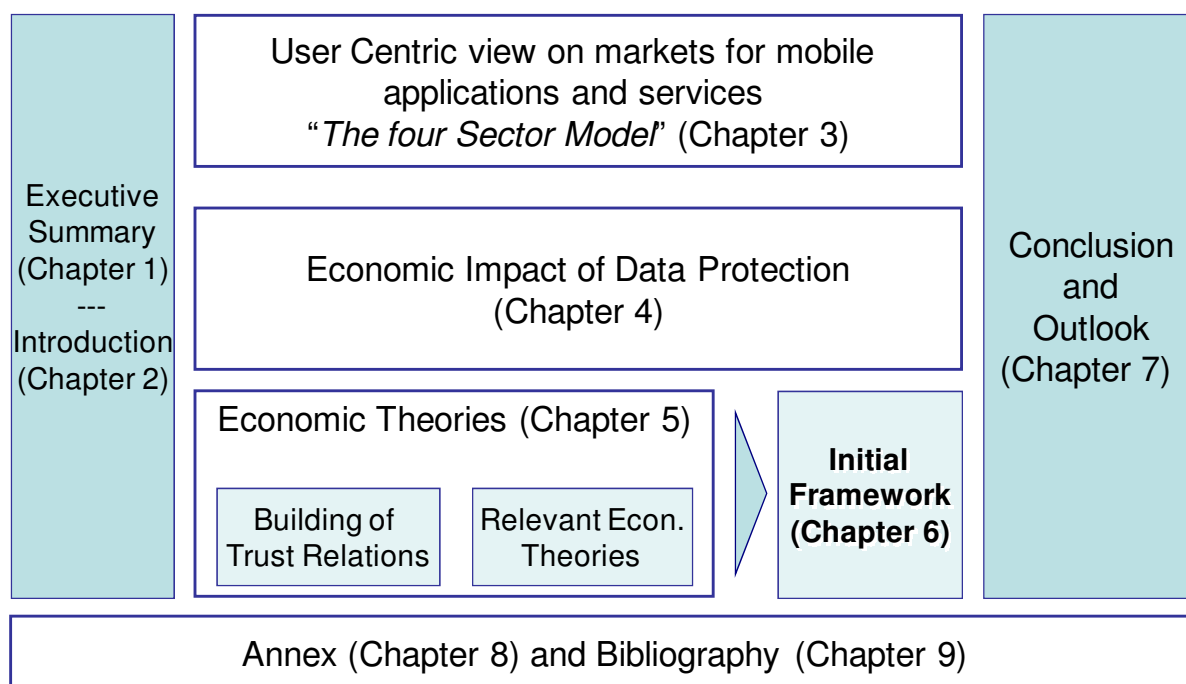 Executive
Summary
(Chapter 1)
---
Introduction
(Chapter 2)
User Centric view on markets for mobile
applications and services
“The four Sector Model” (Chapter 3)
Economic Impact of Data Protection
(Chapter 4)
Economic Theories (Chapter 5)
Building of
Trust Relations
Relevant Econ.
Theories
Initial
Framework
(Chapter 6)
Conclusion
and
Outlook
(Chapter 7)
Annex (Chapter 8) and Bibliography (Chapter 9)